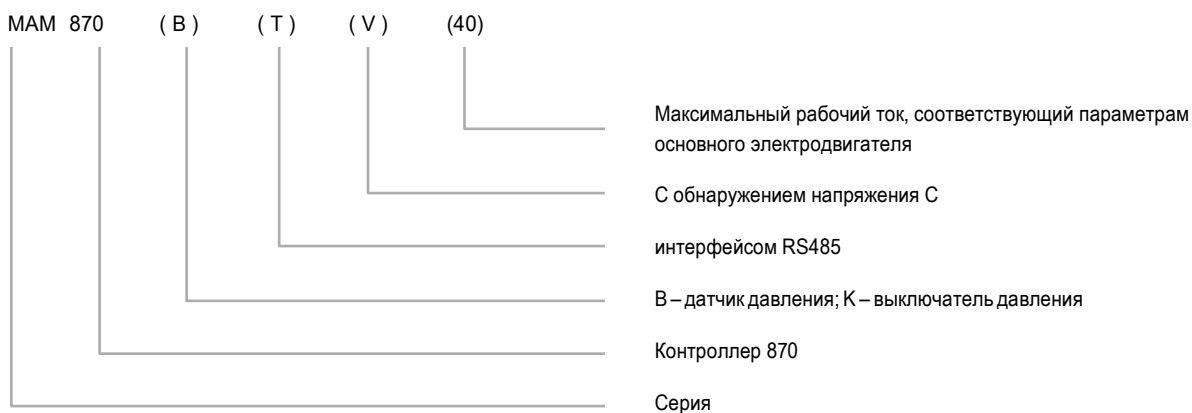 MAM 870 ( B ) ( T ) ( V ) (40)
Максимальный рабочий ток, соответствующий параметрам
основного электродвигателя
С обнаружением напряжения С
интерфейсом RS485
B – датчик давления; K – выключатель давления
Контроллер 870
Серия